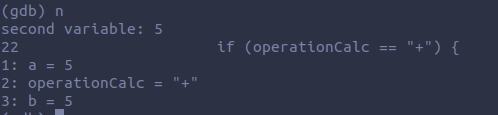 (gdb) n
second variable: 5
22                      if (operationCalc == "+") {
1: a = 5
2: operationCalc = "+"
3: b = 5